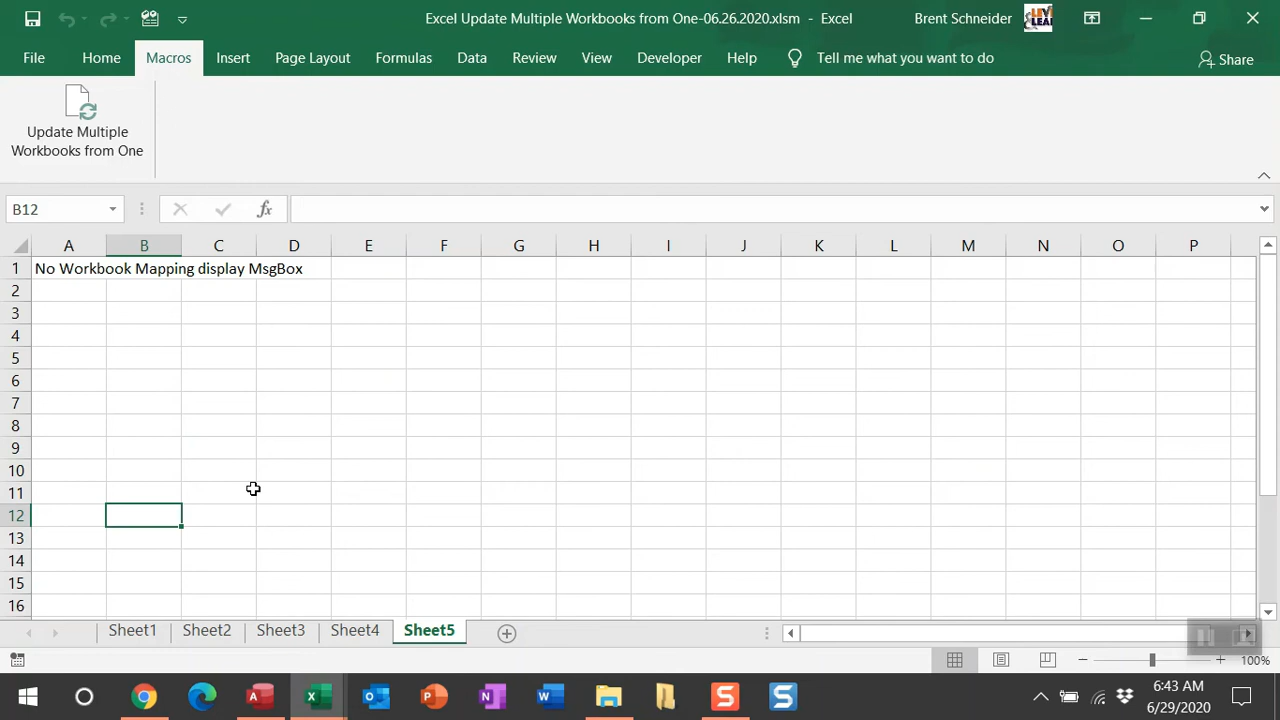 Excel Update Multiple Workbooks from One-06.26.2020.xlsm - Excel
Brent Schneider
File Home Macros Insert Page Layout Formulas Data Review View Developer Help Tell me what you want to do Share
Update Multiple
Workbooks from One
B12 fx
A B C D E F G H I J K L M N O P
1 No Workbook Mapping display MsgBox
2
3
4
5
6
7
8
9
10
11
12
13
14
15
16
Sheet1 Sheet2 Sheet3 Sheet4 Sheet5
100%
6:43 AM
6/29/2020